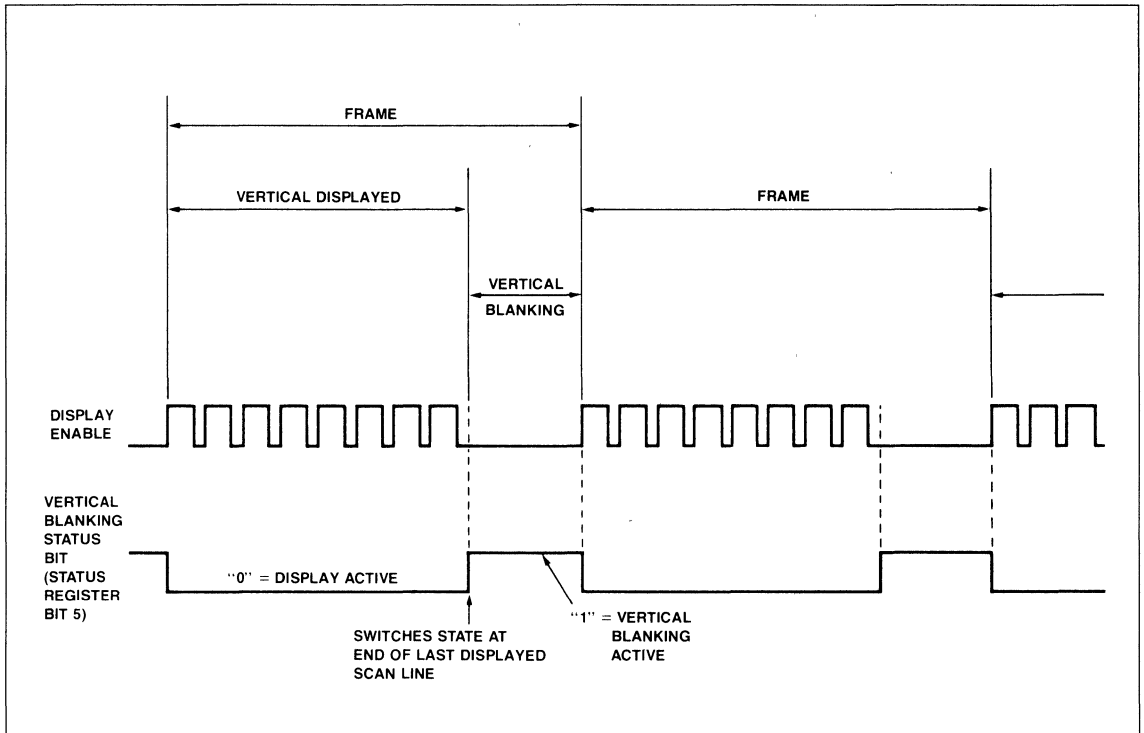 FRAME
VERTICAL DISPLAYED
FRAME
VERTICAL
BLANKING
DISPLAY
ENABLE
VERTICAL
BLANKING
STATUS
BIT
(STATUS
REGISTER
BIT 5)
“0” = DISPLAY ACTIVE
SWITCHES STATE AT
END OF LAST DISPLAYED
SCAN LINE
“1” = VERTICAL
BLANKING
ACTIVE